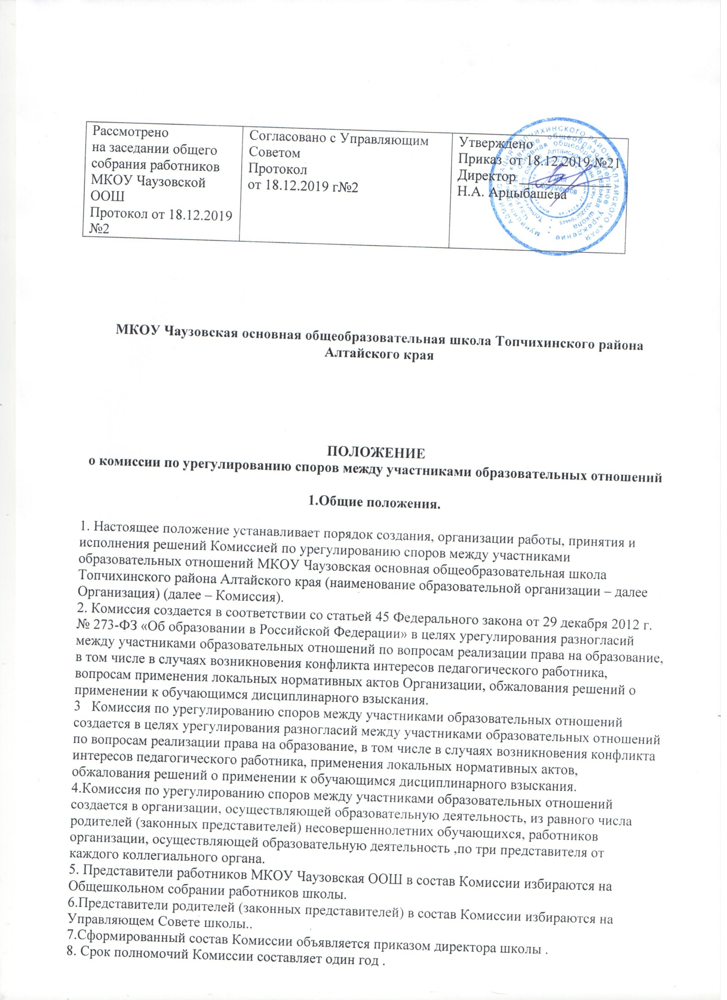 Рассмотрено
на заседании общего
собрания работников
МКОУ Чаузовской
ООШ
Протокол от 18.12.2019
№2
Согласовано с Управляющим
Советом
Протокол
от 18.12.2019 г№2
Утверждено
Приказ от 18.12.2019 №21
Директор
Н.А. Арцыбашева
Для
документов
МКОУ Чаузовская основная общеобразовательная школа Топчихинского района
Алтайского края
ПОЛОЖЕНИЕ
о комиссии по урегулированию споров между участниками образовательных отношений
1.Общие положения.
1. Настоящее положение устанавливает порядок создания, организации работы, принятия и
исполнения решений Комиссией по урегулированию споров между участниками
образовательных отношений МКОУ Чаузовская основная общеобразовательная школа
Топчихинского района Алтайского края (наименование образовательной организации – далее
Организация) (далее – Комиссия).
2. Комиссия создается в соответствии со статьей 45 Федерального закона от 29 декабря 2012 г.
№ 273-ФЗ «Об образовании в Российской Федерации» в целях урегулирования разногласий
между участниками образовательных отношений по вопросам реализации права на образование,
в том числе в случаях возникновения конфликта интересов педагогического работника,
вопросам применения локальных нормативных актов Организации, обжалования решений о
применении к обучающимся дисциплинарного взыскания.
3 Комиссия по урегулированию споров между участниками образовательных отношений
создается в целях урегулирования разногласий между участниками образовательных отношений
по вопросам реализации права на образование, в том числе в случаях возникновения конфликта
интересов педагогического работника, применения локальных нормативных актов,
обжалования решений о применении к обучающимся дисциплинарного взыскания.
4.Комиссия по урегулированию споров между участниками образовательных отношений
создается в организации, осуществляющей образовательную деятельность, из равного числа
родителей (законных представителей) несовершеннолетних обучающихся, работников
организации, осуществляющей образовательную деятельность ,по три представителя от
каждого коллегиального органа.
5. Представители работников МКОУ Чаузовская ООШ в состав Комиссии избираются на
Общешкольном собрании работников школы.
6.Представители родителей (законных представителей) в состав Комиссии избираются на
Управляющем Совете школы..
7.Сформированный состав Комиссии объявляется приказом директора школы .
8. Срок полномочий Комиссии составляет один год .